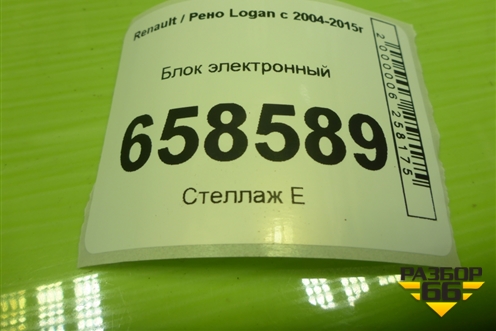 Renault / Рено Logan с 2004-2015г
Блок электронный
658589
Стеллаж Е
2000006258175
РАЗБОР
66